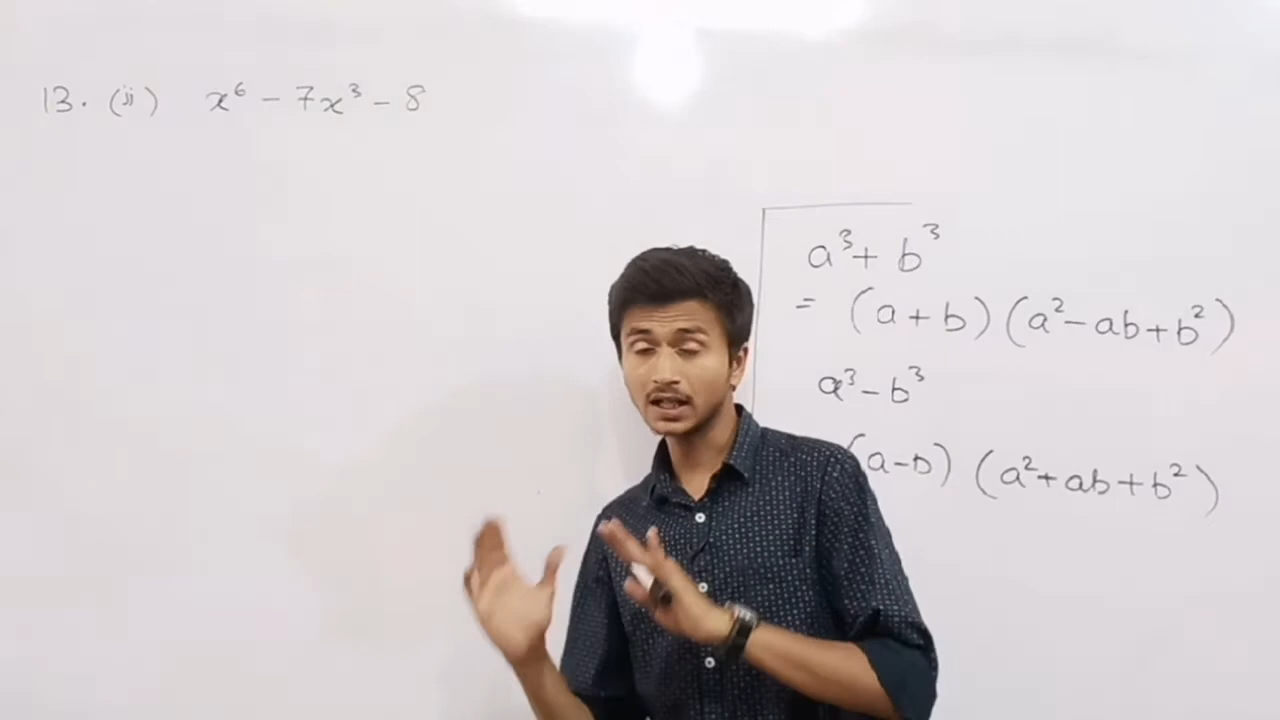 13. (ii) x⁶ - 7x³ - 8
a³ + b³
= (a + b) (a² - ab + b²)
a³ - b³
(a - b) (a² + ab + b²)